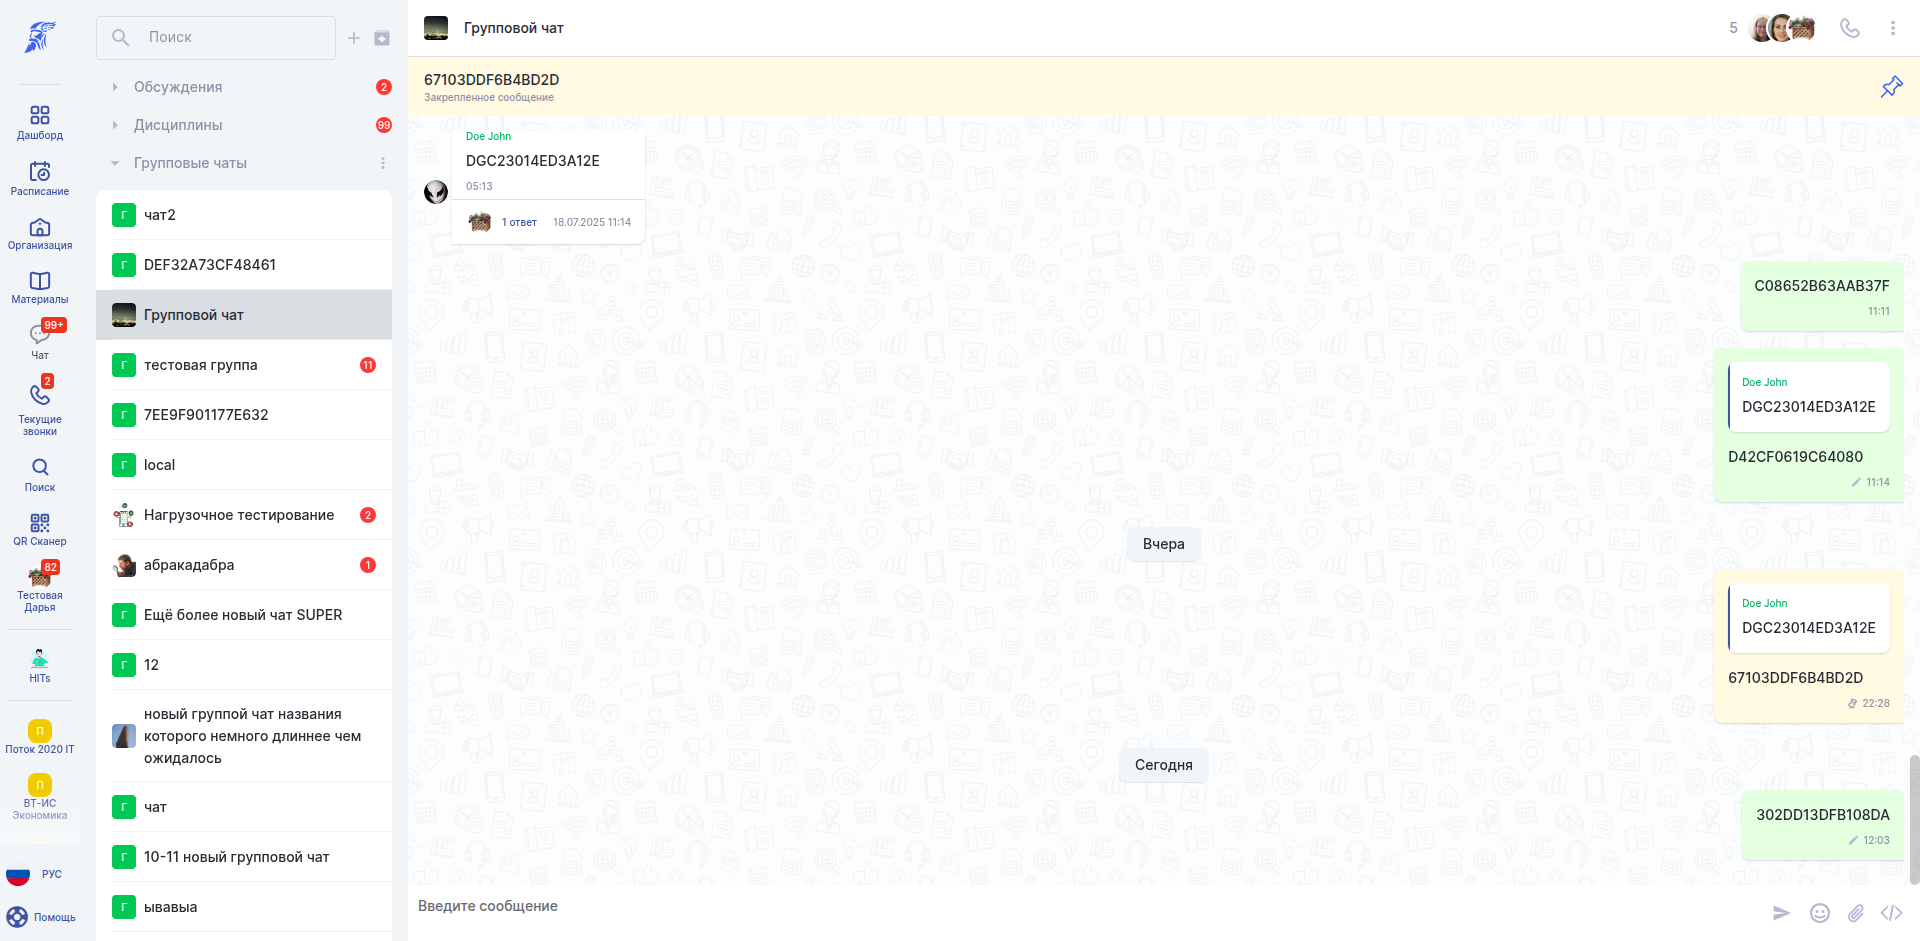 Дашборд
Расписание
Организация
Материалы
99+
Чат
2
Текущие
звонки
Поиск
QR Сканер
82
Тестовая
Дарья
HITs
П
Поток 2020 IT
П
ВТ-ИС
Экономика
РУС
Помощь
Поиск
Обсуждения
2
Дисциплины
99
Групповые чаты
Г
чат2
Г
DEF32A73CF48461
Групповой чат
Г
тестовая группа
11
Г
7EE9F901177E632
Г
local
Нагрузочное тестирование
2
абракадабра
1
Г
Ещё более новый чат SUPER
Г
12
новый группой чат названия
которого немного длиннее чем
ожидалось
Г
чат
Г
10-11 новый групповой чат
Г
ывавыа
Групповой чат
5
67103DDF6B4BD2D
Закрепленное сообщение
Doe John
DGC23014ED3A12E
05:13
1 ответ
18.07.2025 11:14
C08652B63AAB37F
11:11
Doe John
DGC23014ED3A12E
D42CF0619C64080
11:14
Вчера
Doe John
DGC23014ED3A12E
67103DDF6B4BD2D
22:28
Сегодня
302DD13DFB108DA
12:03
Введите сообщение